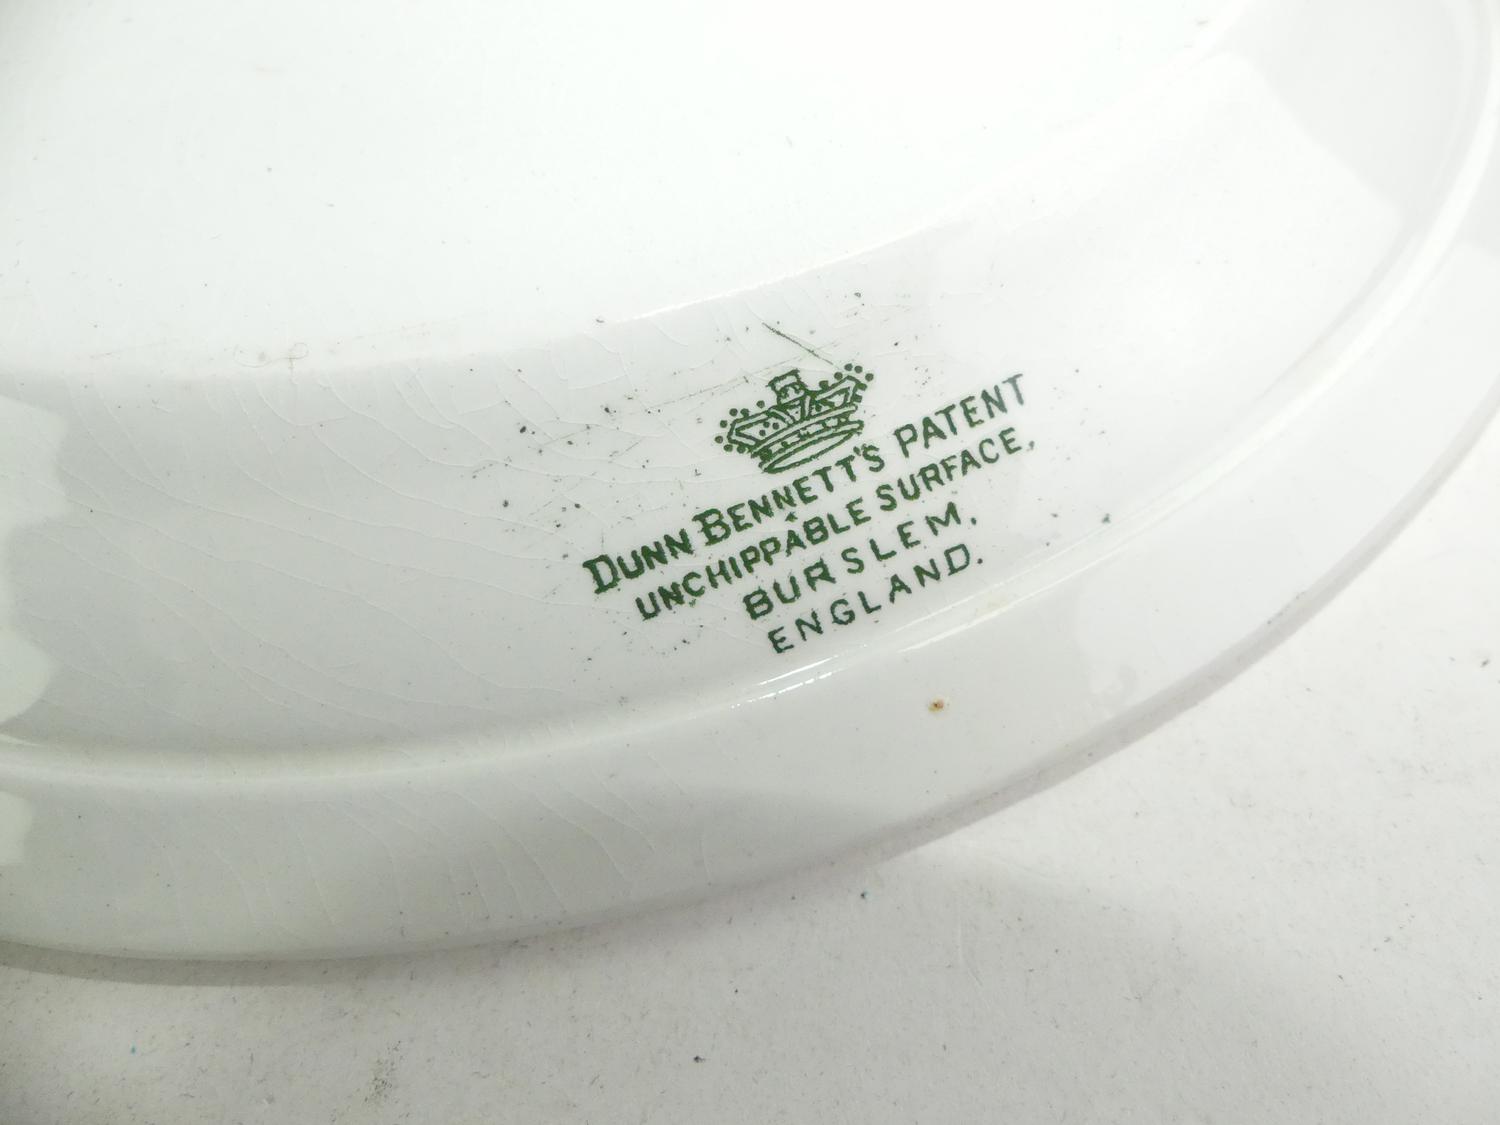 DUNN BENNETT'S PATENT
UNCHIPPABLE SURFACE,
BURSLEM,
ENGLAND.